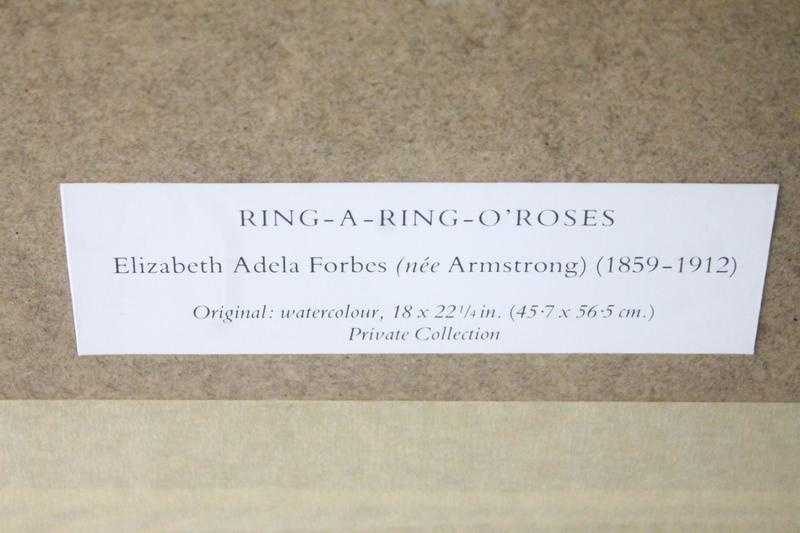 RING-A-RING-O'ROSES
Elizabeth Adela Forbes (née Armstrong) (1859–1912)
Original: watercolour, 18 x 22¼ in. (45·7 x 56·5 cm.)
Private Collection